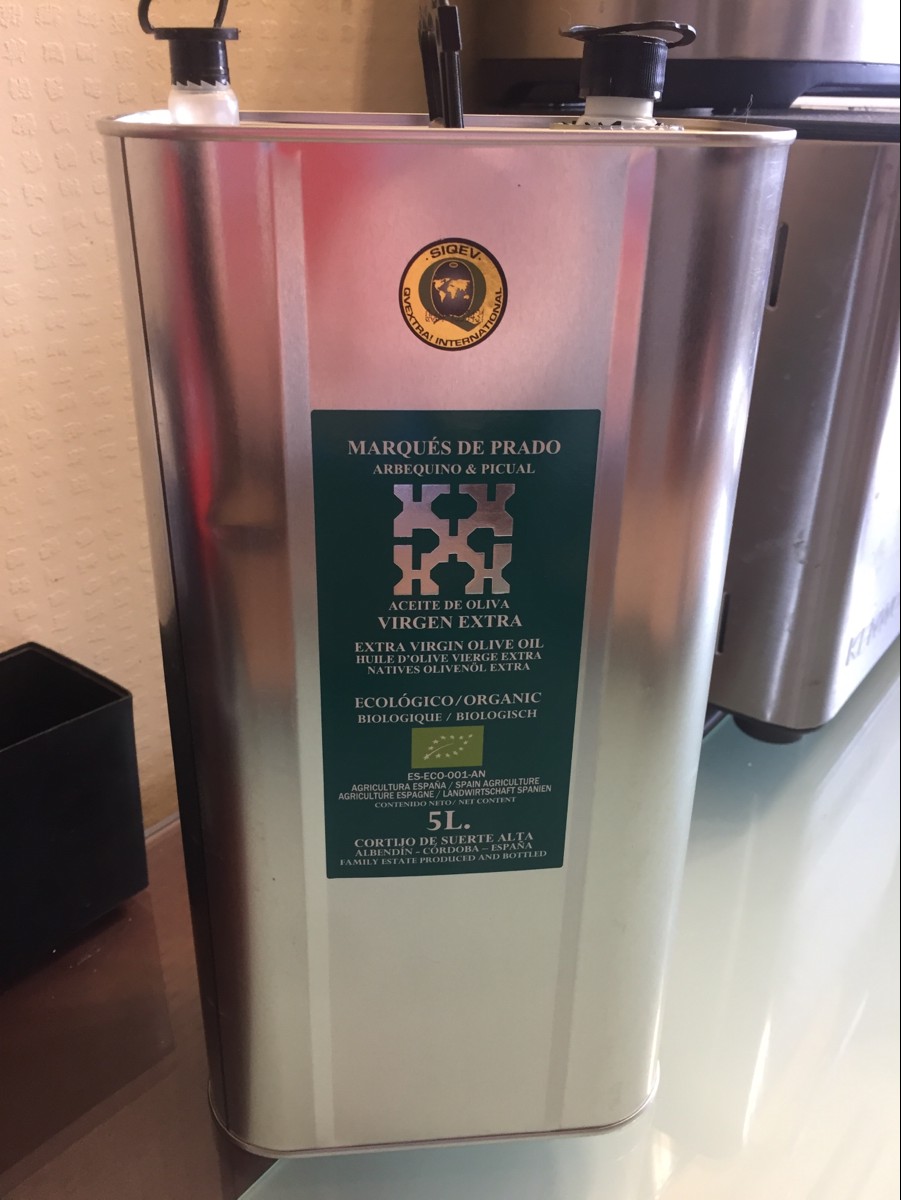 · SIQEV ·
QVEXTRA! INTERNATIONAL
MARQUÉS DE PRADO
ARBEQUINO & PICUAL
ACEITE DE OLIVA
VIRGEN EXTRA
EXTRA VIRGIN OLIVE OIL
HUILE D'OLIVE VIERGE EXTRA
NATIVES OLIVENÖL EXTRA
ECOLÓGICO/ORGANIC
BIOLOGIQUE / BIOLOGISCH
ES-ECO-001-AN
AGRICULTURA ESPAÑA / SPAIN AGRICULTURE
AGRICULTURE ESPAGNE / LANDWIRTSCHAFT SPANIEN
CONTENIDO NETO/ NET CONTENT
5L.
CORTIJO DE SUERTE ALTA
ALBENDÍN - CÓRDOBA – ESPAÑA
FAMILY ESTATE PRODUCED AND BOTTLED